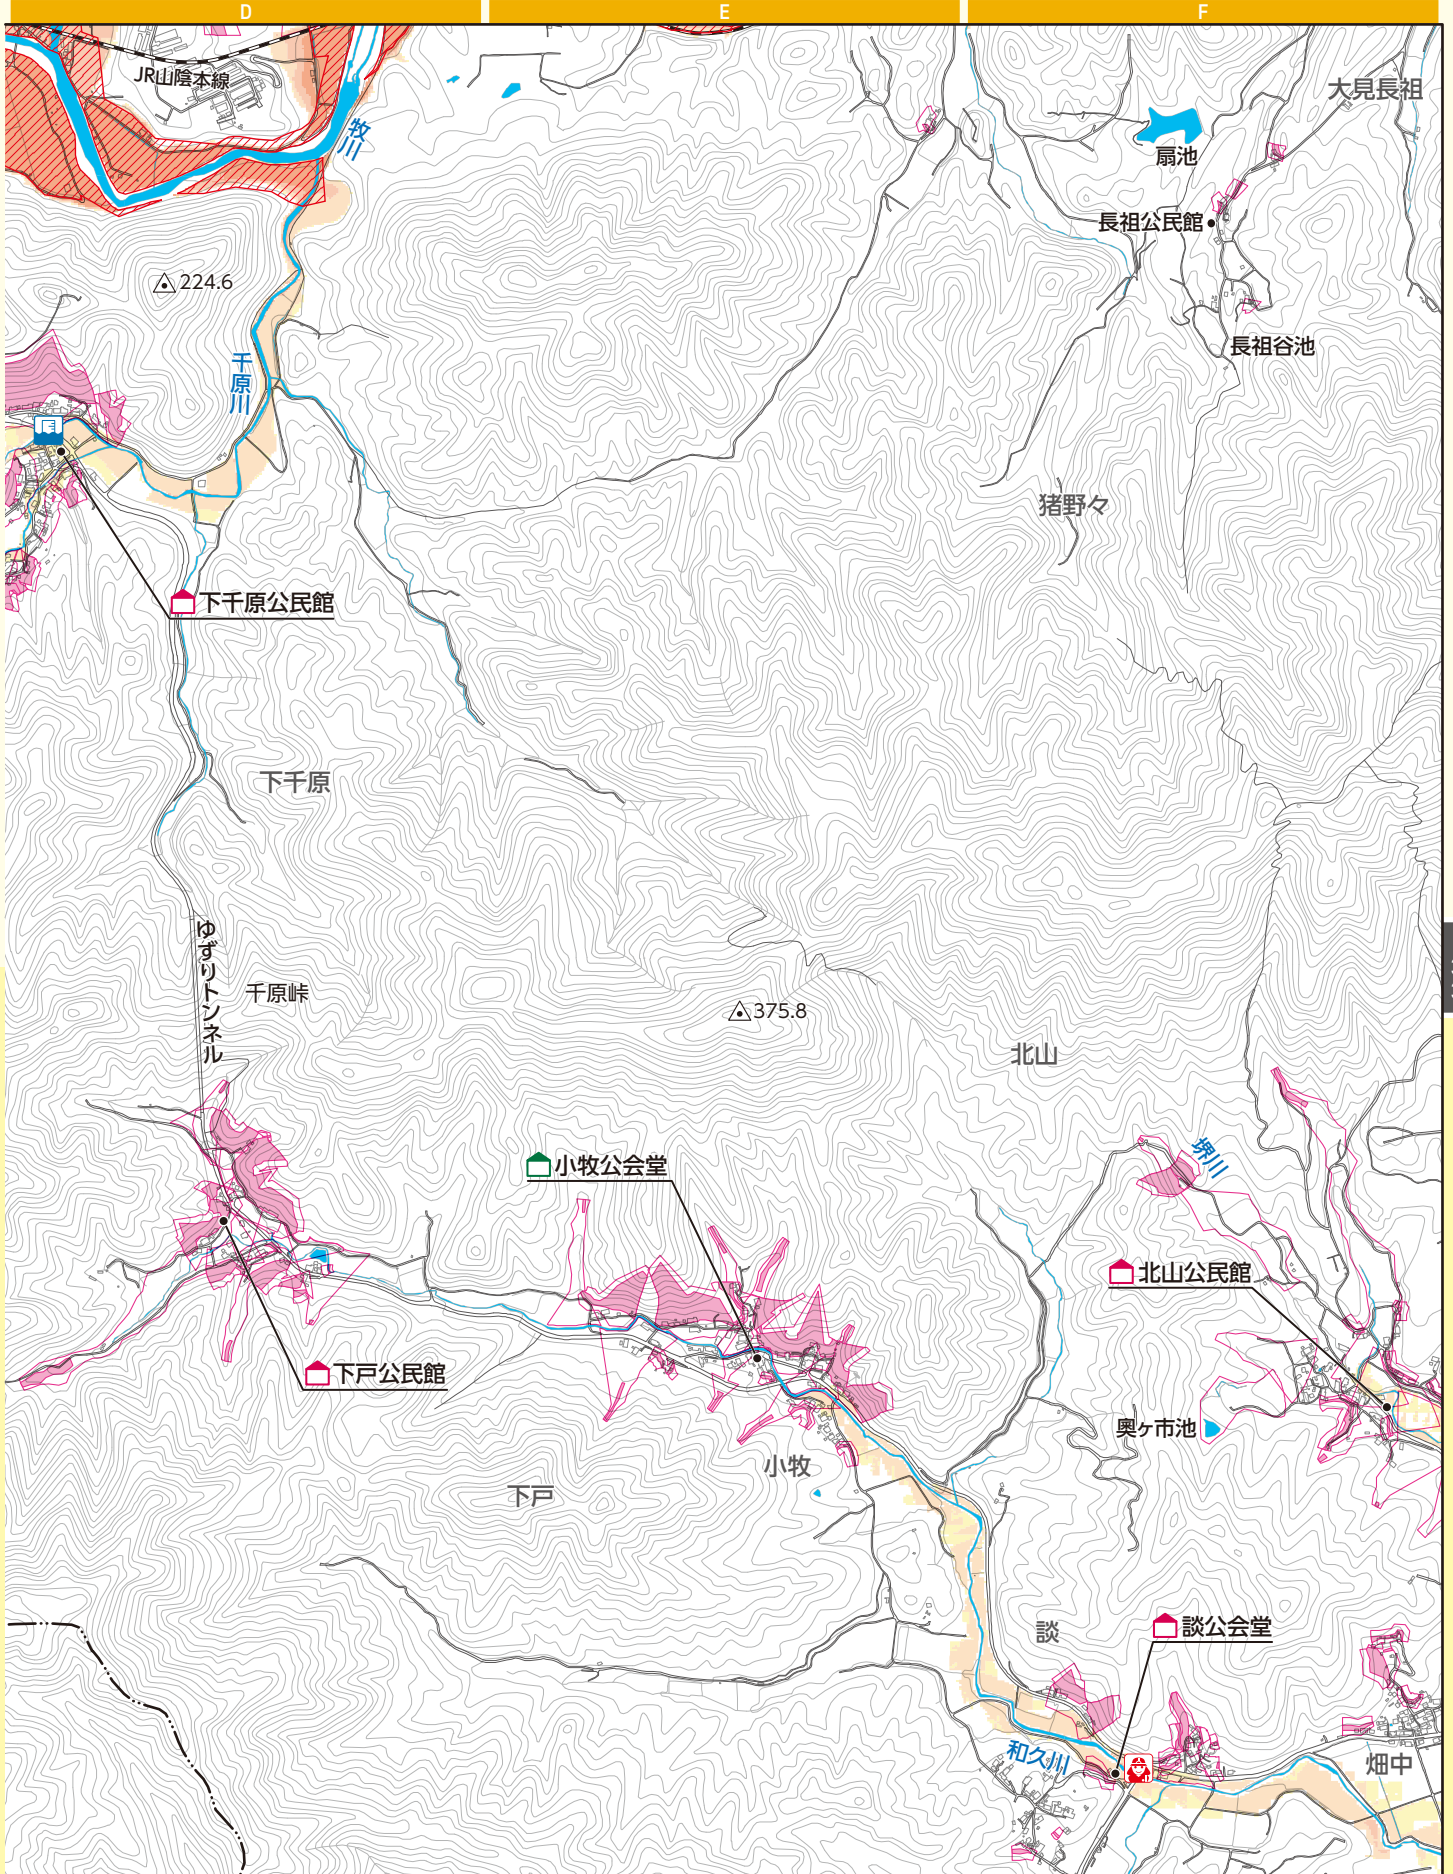 D
E
F
JR山陰本線
牧川
大見長祖
扇池
長祖公民館
224.6
長祖谷池
千原川
猪野々
下千原公民館
下千原
ゆずりトンネル
千原峠
375.8
北山
小牧公会堂
堺川
北山公民館
下戸公民館
奥ヶ市池
小牧
下戸
談
談公会堂
和久川
畑中